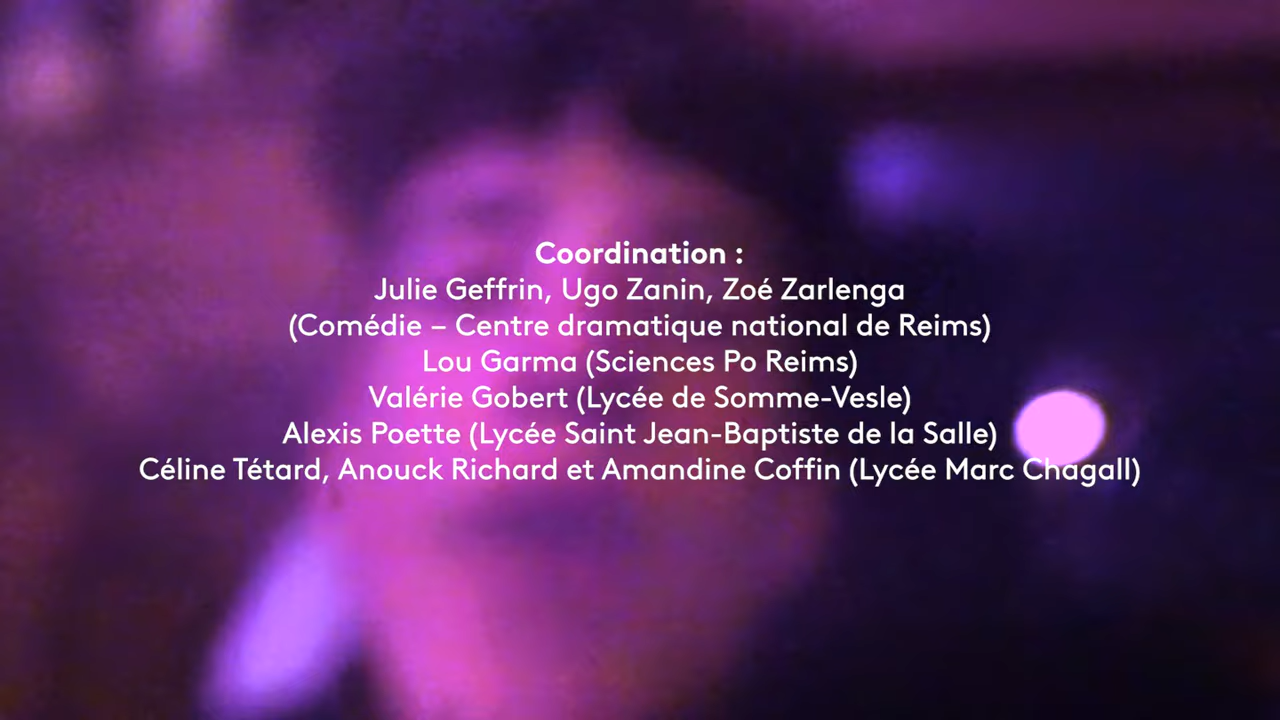 Coordination :
Julie Geffrin, Ugo Zanin, Zoé Zarlenga
(Comédie – Centre dramatique national de Reims)
Lou Garma (Sciences Po Reims)
Valérie Gobert (Lycée de Somme-Vesle)
Alexis Poette (Lycée Saint Jean-Baptiste de la Salle)
Céline Tétard, Anouck Richard et Amandine Coffin (Lycée Marc Chagall)